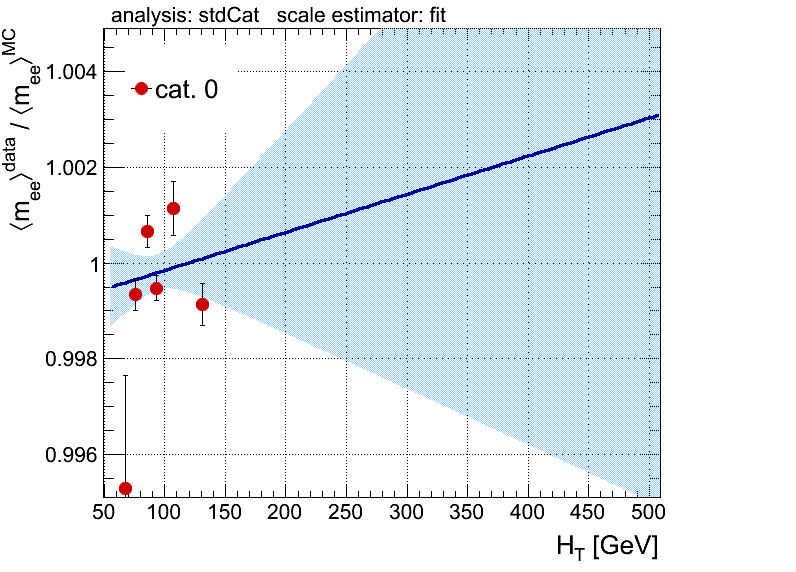 analysis: stdCat   scale estimator: fit
⟨m_ee⟩^data / ⟨m_ee⟩^MC
1.004
cat. 0
1.002
1
0.998
0.996
50 100 150 200 250 300 350 400 450 500
H_T [GeV]